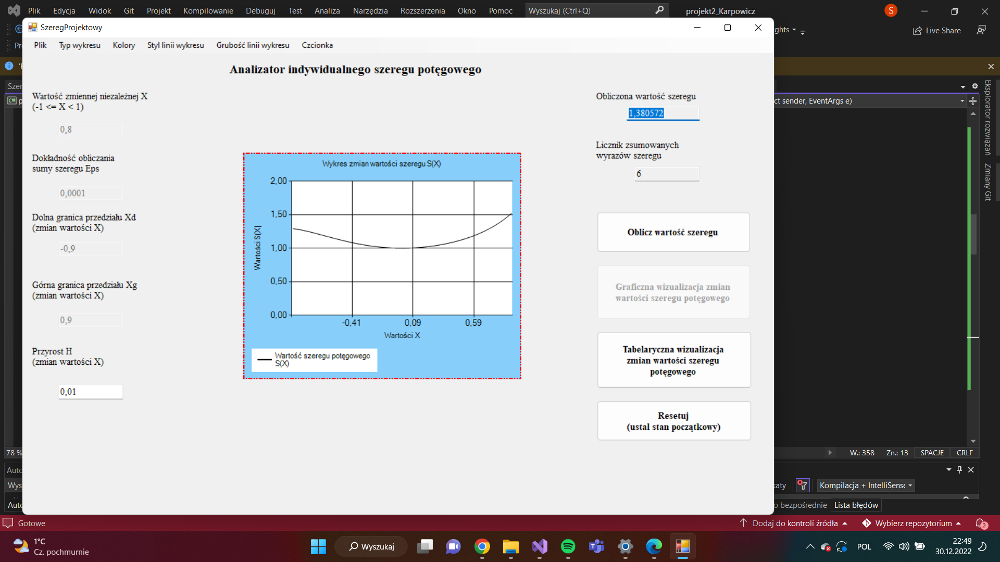 Plik Edycja Widok Git Projekt Kompilowanie Debuguj Test Analiza Narzędzia Rozszerzenia Okno Pomoc Wyszukaj (Ctrl+Q) projekt2_Karpowicz S
SzeregProjektowy
ghts Live Share
Plik Typ wykresu Kolory Styl linii wykresu Grubość linii wykresu Czcionka
Analizator indywidualnego szeregu potęgowego
Wartość zmiennej niezależnej X
(-1 <= X < 1)
0,8
Dokładność obliczania
sumy szeregu Eps
0,0001
Dolna granica przedziału Xd
(zmian wartości X)
-0,9
Górna granica przedziału Xg
(zmian wartości X)
0,9
Przyrost H
(zmian wartości X)
0,01
Wykres zmian wartości szeregu S(X)
2,00
1,50
1,00
0,50
0,00
Wartości S[X]
-0,41 0,09 0,59
Wartości X
Wartość szeregu potęgowego
S(X)
Obliczona wartość szeregu
1,380572
Licznik zsumowanych
wyrazów szeregu
6
Oblicz wartość szeregu
Graficzna wizualizacja zmian
wartości szeregu potęgowego
Tabelaryczna wizualizacja
zmian wartości szeregu
potęgowego
Resetuj
(ustal stan początkowy)
ct sender, EventArgs e)
Eksplorator rozwiązań
Zmiany Git
78 %
W.: 358 Zn.: 13 SPACJE CRLF
Kompilacja + IntelliSense
o bezpośrednie Lista błędów
Gotowe
Dodaj do kontroli źródła Wybierz repozytorium 2
1°C
Cz. pochmurnie
Wyszukaj
POL
22:49
30.12.2022